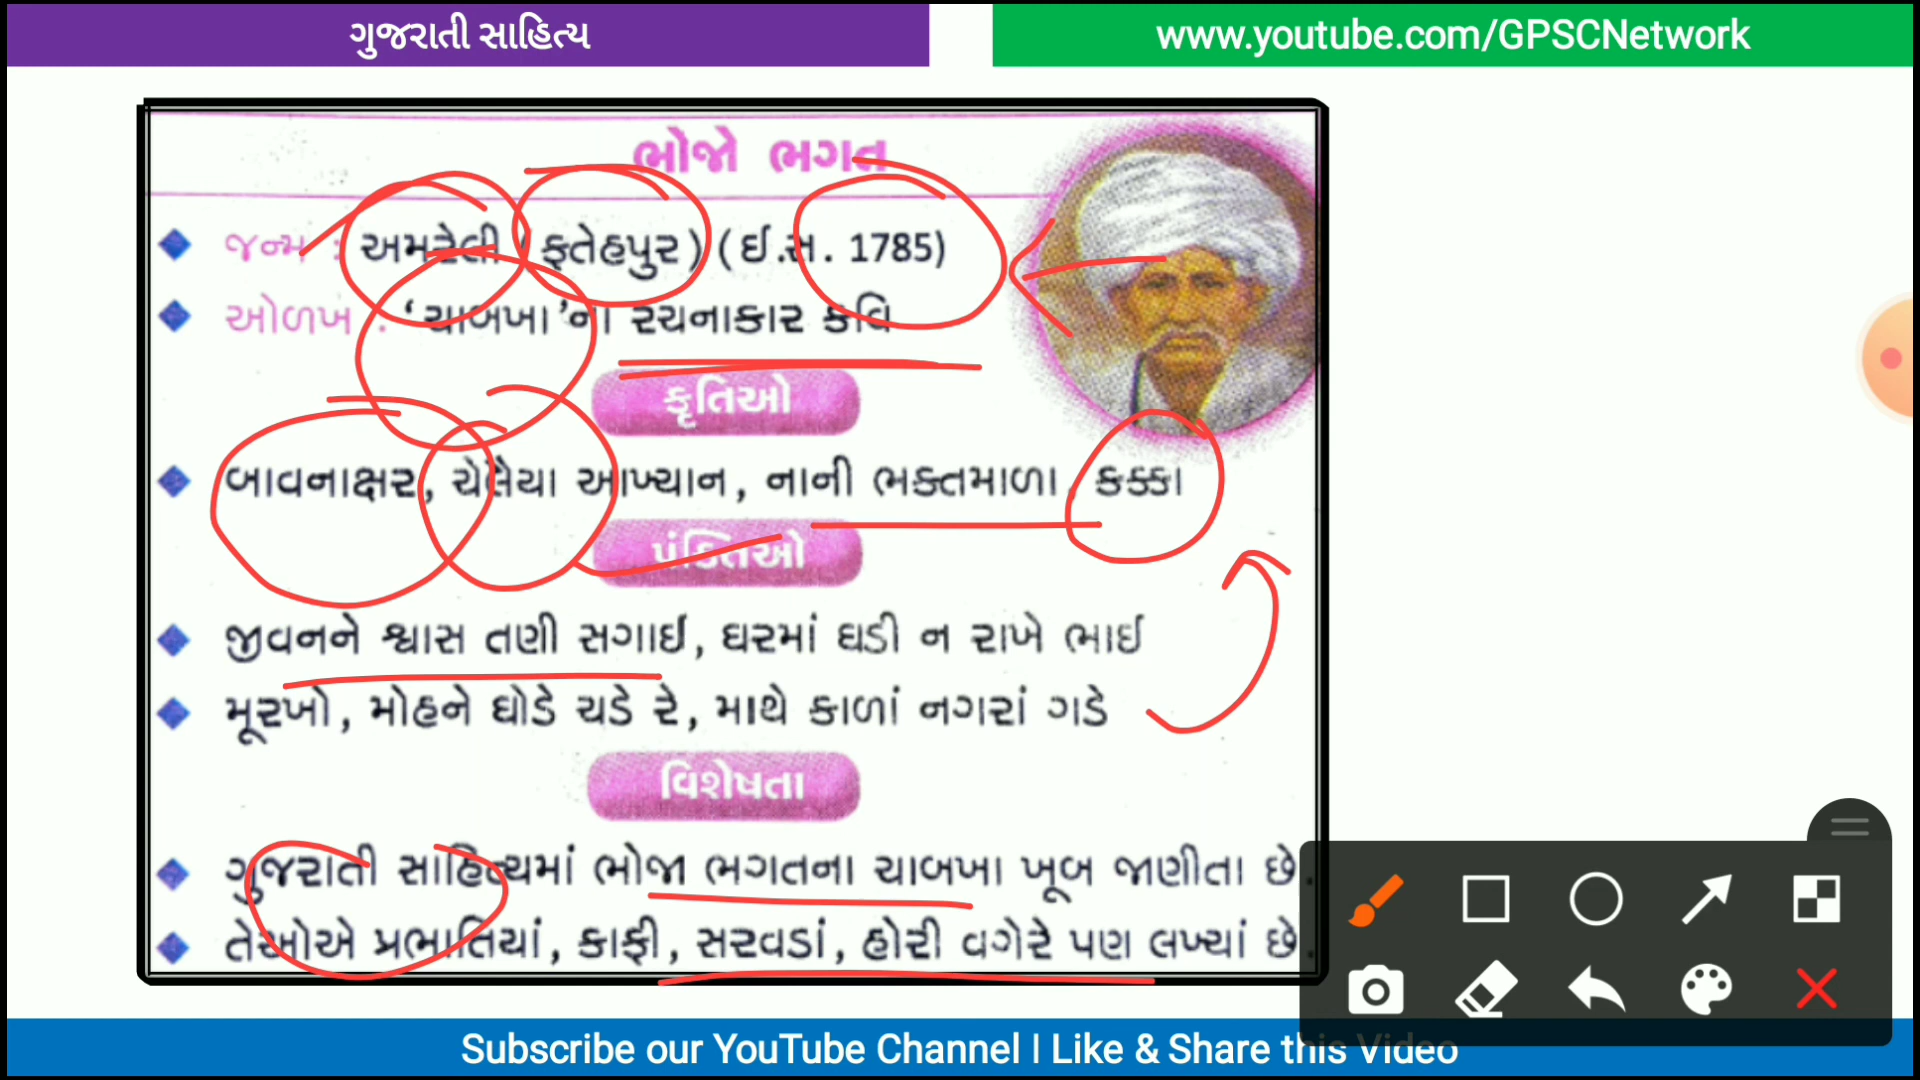 ગુજરાતી સાહિત્ય
www.youtube.com/GPSCNetwork
ભોજો ભગત
જન્મ : અમરેલી (ફતેહપુર) (ઈ.સ. 1785)
ઓળખ : ‘ચાબખા’ના રચનાકાર કવિ
કૃતિઓ
બાવનાક્ષર, ચેલૈયા આખ્યાન, નાની ભક્તમાળા, કક્કા
પંક્તિઓ
જીવનને શ્વાસ તણી સગાઈ, ઘરમાં ઘડી ન રાખે ભાઈ
મૂરખો, મોહને ઘોડે ચડે રે, માથે કાળાં નગરાં ગડે
વિશેષતા
ગુજરાતી સાહિત્યમાં ભોજા ભગતના ચાબખા ખૂબ જાણીતા છે.
તેઓએ પ્રભાતિયાં, કાફી, સરવડાં, હોરી વગેરે પણ લખ્યાં છે.
Subscribe our YouTube Channel | Like & Share this Video